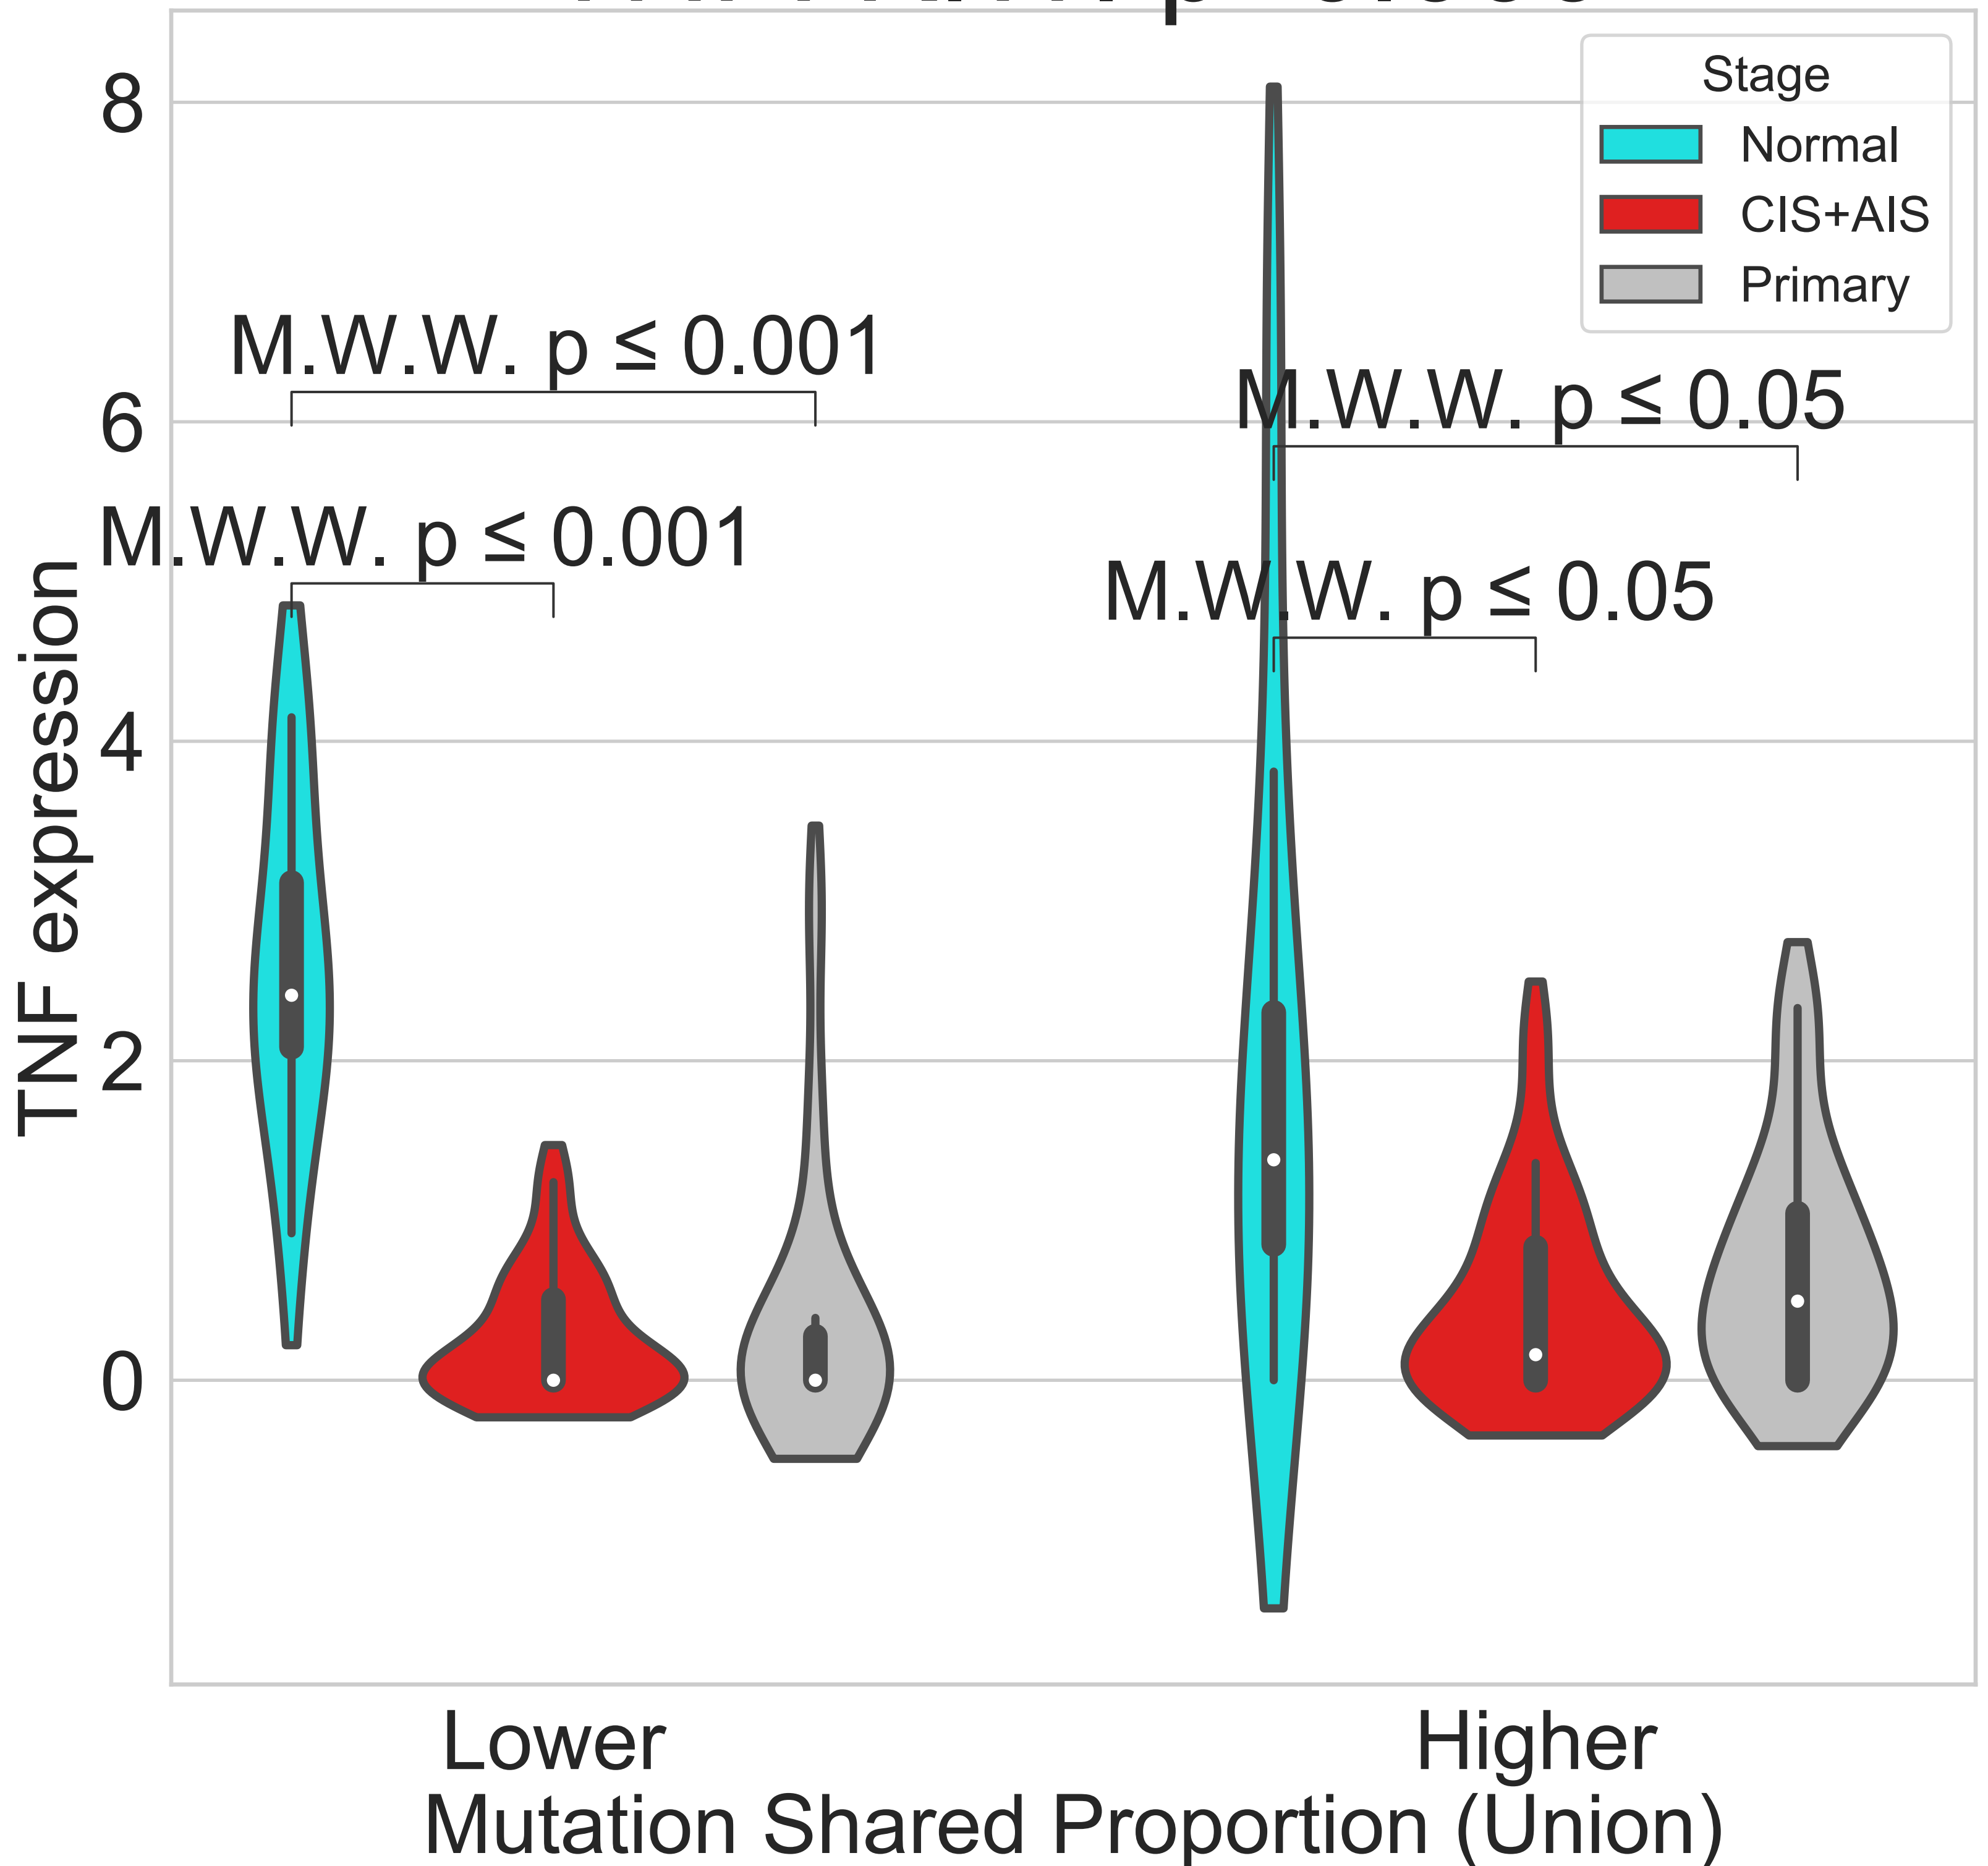 Stage
Normal
CIS+AIS
Primary
8
6
4
2
0
TNF expression
M.W.W. p ≤ 0.001
M.W.W. p ≤ 0.05
M.W.W. p ≤ 0.001
M.W.W. p ≤ 0.05
Lower
Higher
Mutation Shared Proportion (Union)